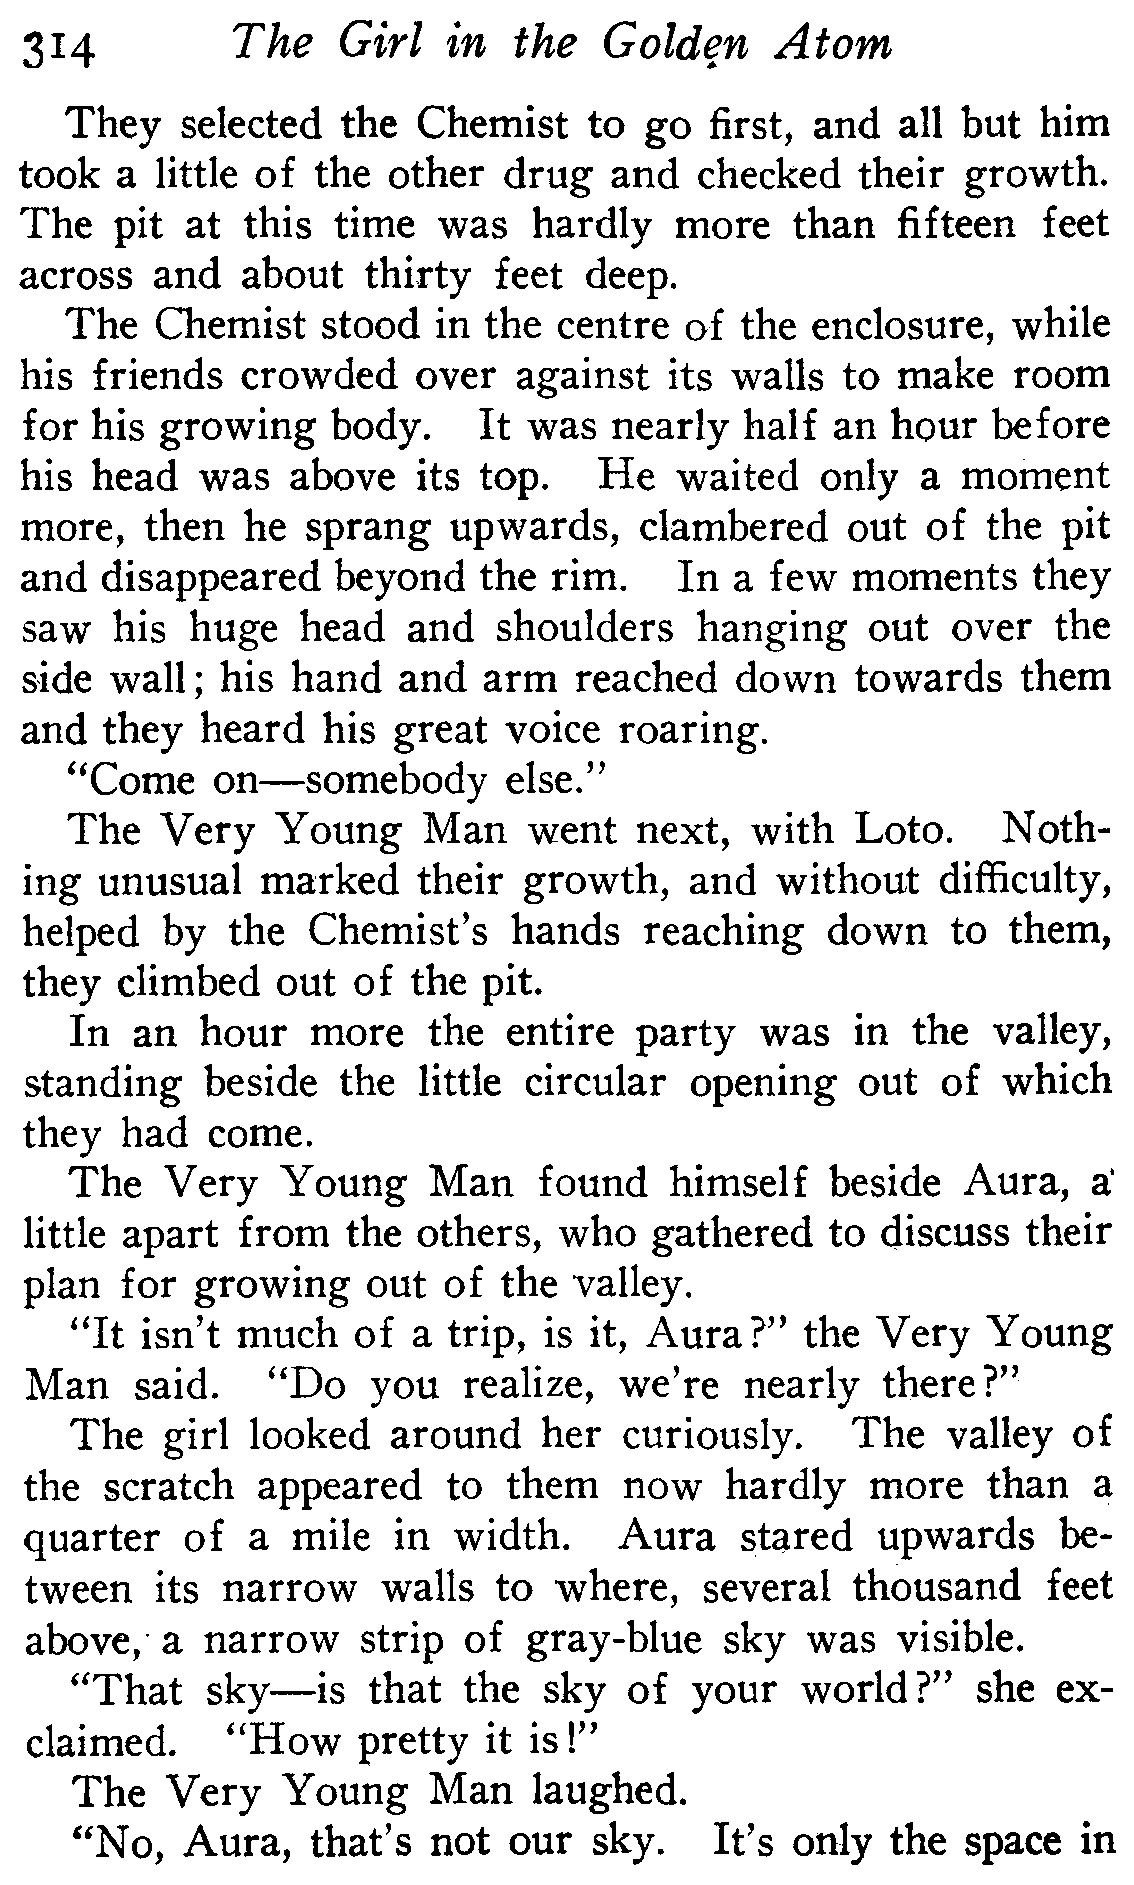 314 The Girl in the Golden Atom
They selected the Chemist to go first, and all but him
took a little of the other drug and checked their growth.
The pit at this time was hardly more than fifteen feet
across and about thirty feet deep.
The Chemist stood in the centre of the enclosure, while
his friends crowded over against its walls to make room
for his growing body. It was nearly half an hour before
his head was above its top. He waited only a moment
more, then he sprang upwards, clambered out of the pit
and disappeared beyond the rim. In a few moments they
saw his huge head and shoulders hanging out over the
side wall; his hand and arm reached down towards them
and they heard his great voice roaring.
"Come on—somebody else."
The Very Young Man went next, with Loto. Noth-
ing unusual marked their growth, and without difficulty,
helped by the Chemist's hands reaching down to them,
they climbed out of the pit.
In an hour more the entire party was in the valley,
standing beside the little circular opening out of which
they had come.
The Very Young Man found himself beside Aura, a
little apart from the others, who gathered to discuss their
plan for growing out of the valley.
"It isn't much of a trip, is it, Aura?" the Very Young
Man said. "Do you realize, we're nearly there?"
The girl looked around her curiously. The valley of
the scratch appeared to them now hardly more than a
quarter of a mile in width. Aura stared upwards be-
tween its narrow walls to where, several thousand feet
above, a narrow strip of gray-blue sky was visible.
"That sky—is that the sky of your world?" she ex-
claimed. "How pretty it is!"
The Very Young Man laughed.
"No, Aura, that's not our sky. It's only the space in